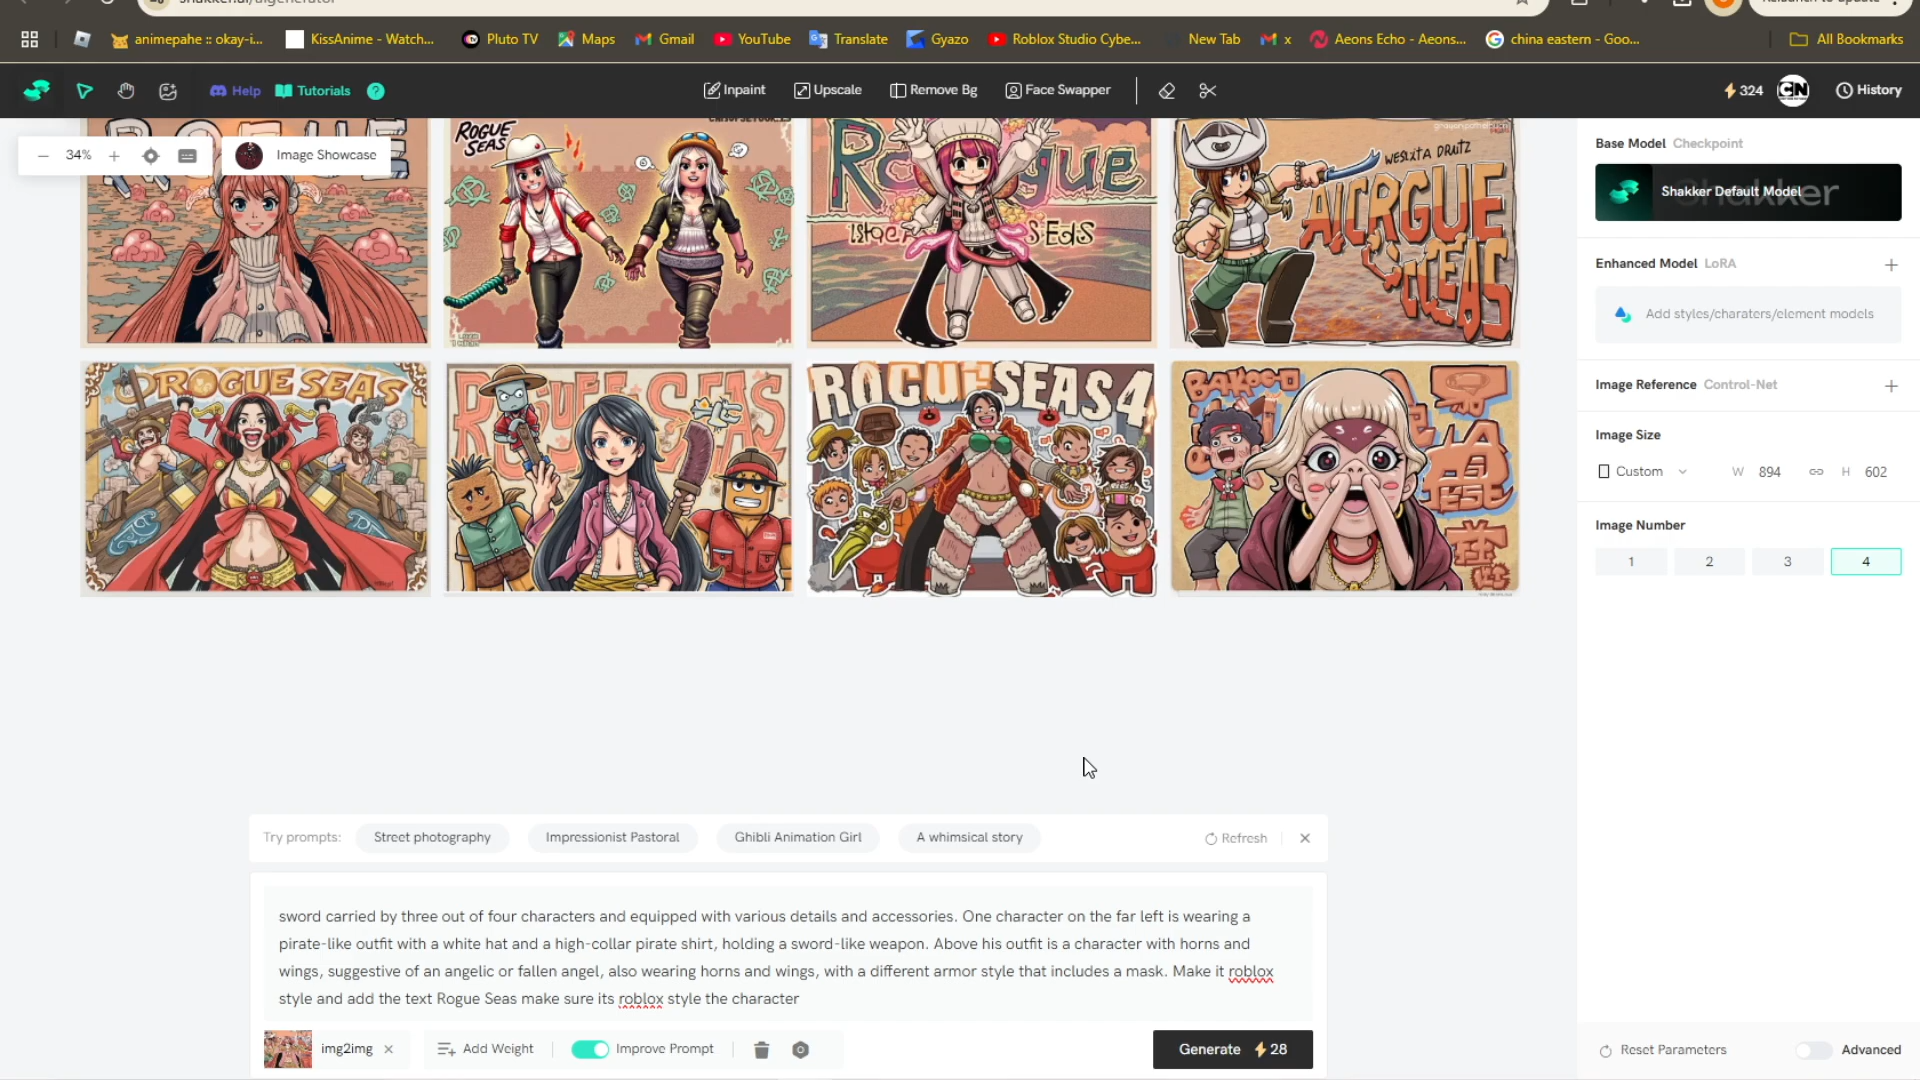 animepahe :: okay-i...
KissAnime - Watch...
Pluto TV
Maps
Gmail
YouTube
Translate
Gyazo
Roblox Studio Cybe...
New Tab
x
Aeons Echo - Aeons...
china eastern - Goo...
All Bookmarks
Help
Tutorials
?
Inpaint
Upscale
Remove Bg
Face Swapper
324
CN
History
34%
Image Showcase
ROGUE
ROGUE
SEAS
Rogue
ROGUE SEAS
ROGUE SEAS 4
Base Model Checkpoint
Shakker Default Model
Enhanced Model LoRA
Add styles/charaters/element models
Image Reference Control-Net
Image Size
Custom
W 894
H 602
Image Number
1 2 3 4
Try prompts:
Street photography
Impressionist Pastoral
Ghibli Animation Girl
A whimsical story
Refresh
sword carried by three out of four characters and equipped with various details and accessories. One character on the far left is wearing a
pirate-like outfit with a white hat and a high-collar pirate shirt, holding a sword-like weapon. Above his outfit is a character with horns and
wings, suggestive of an angelic or fallen angel, also wearing horns and wings, with a different armor style that includes a mask. Make it roblox
style and add the text Rogue Seas make sure its roblox style the character
img2img
Add Weight
Improve Prompt
Generate
28
Reset Parameters
Advanced